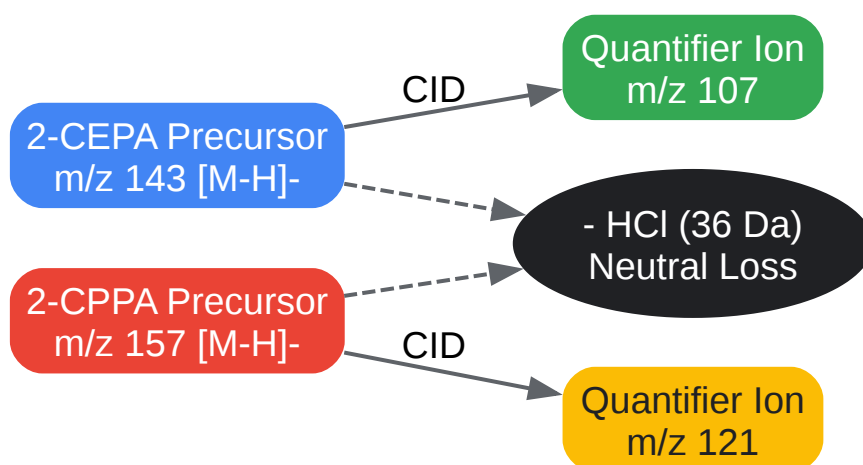 2-CEPA Precursor
m/z 143 [M-H]-
CID
Quantifier Ion
m/z 107
- HCl (36 Da)
Neutral Loss
2-CPPA Precursor
m/z 157 [M-H]-
CID
Quantifier Ion
m/z 121